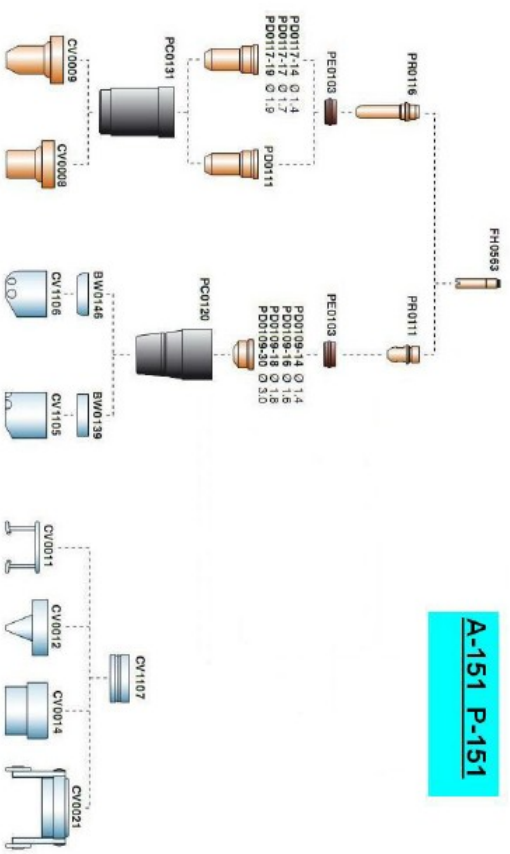 A-151 P-151
FH0563
PR0116
PR0111
PE0103
PE0103
PD0117-14 Ø 1.4
PD0117-17 Ø 1.7
PD0117-19 Ø 1.9
PD0111
PD0109-14 Ø 1.4
PD0109-16 Ø 1.6
PD0109-18 Ø 1.8
PD0109-30 Ø 3.0
PC0131
PC0120
CV0009
CV0008
BW0146
BW0139
CV1106
CV1105
CV1107
CV0011
CV0012
CV0014
CV0021